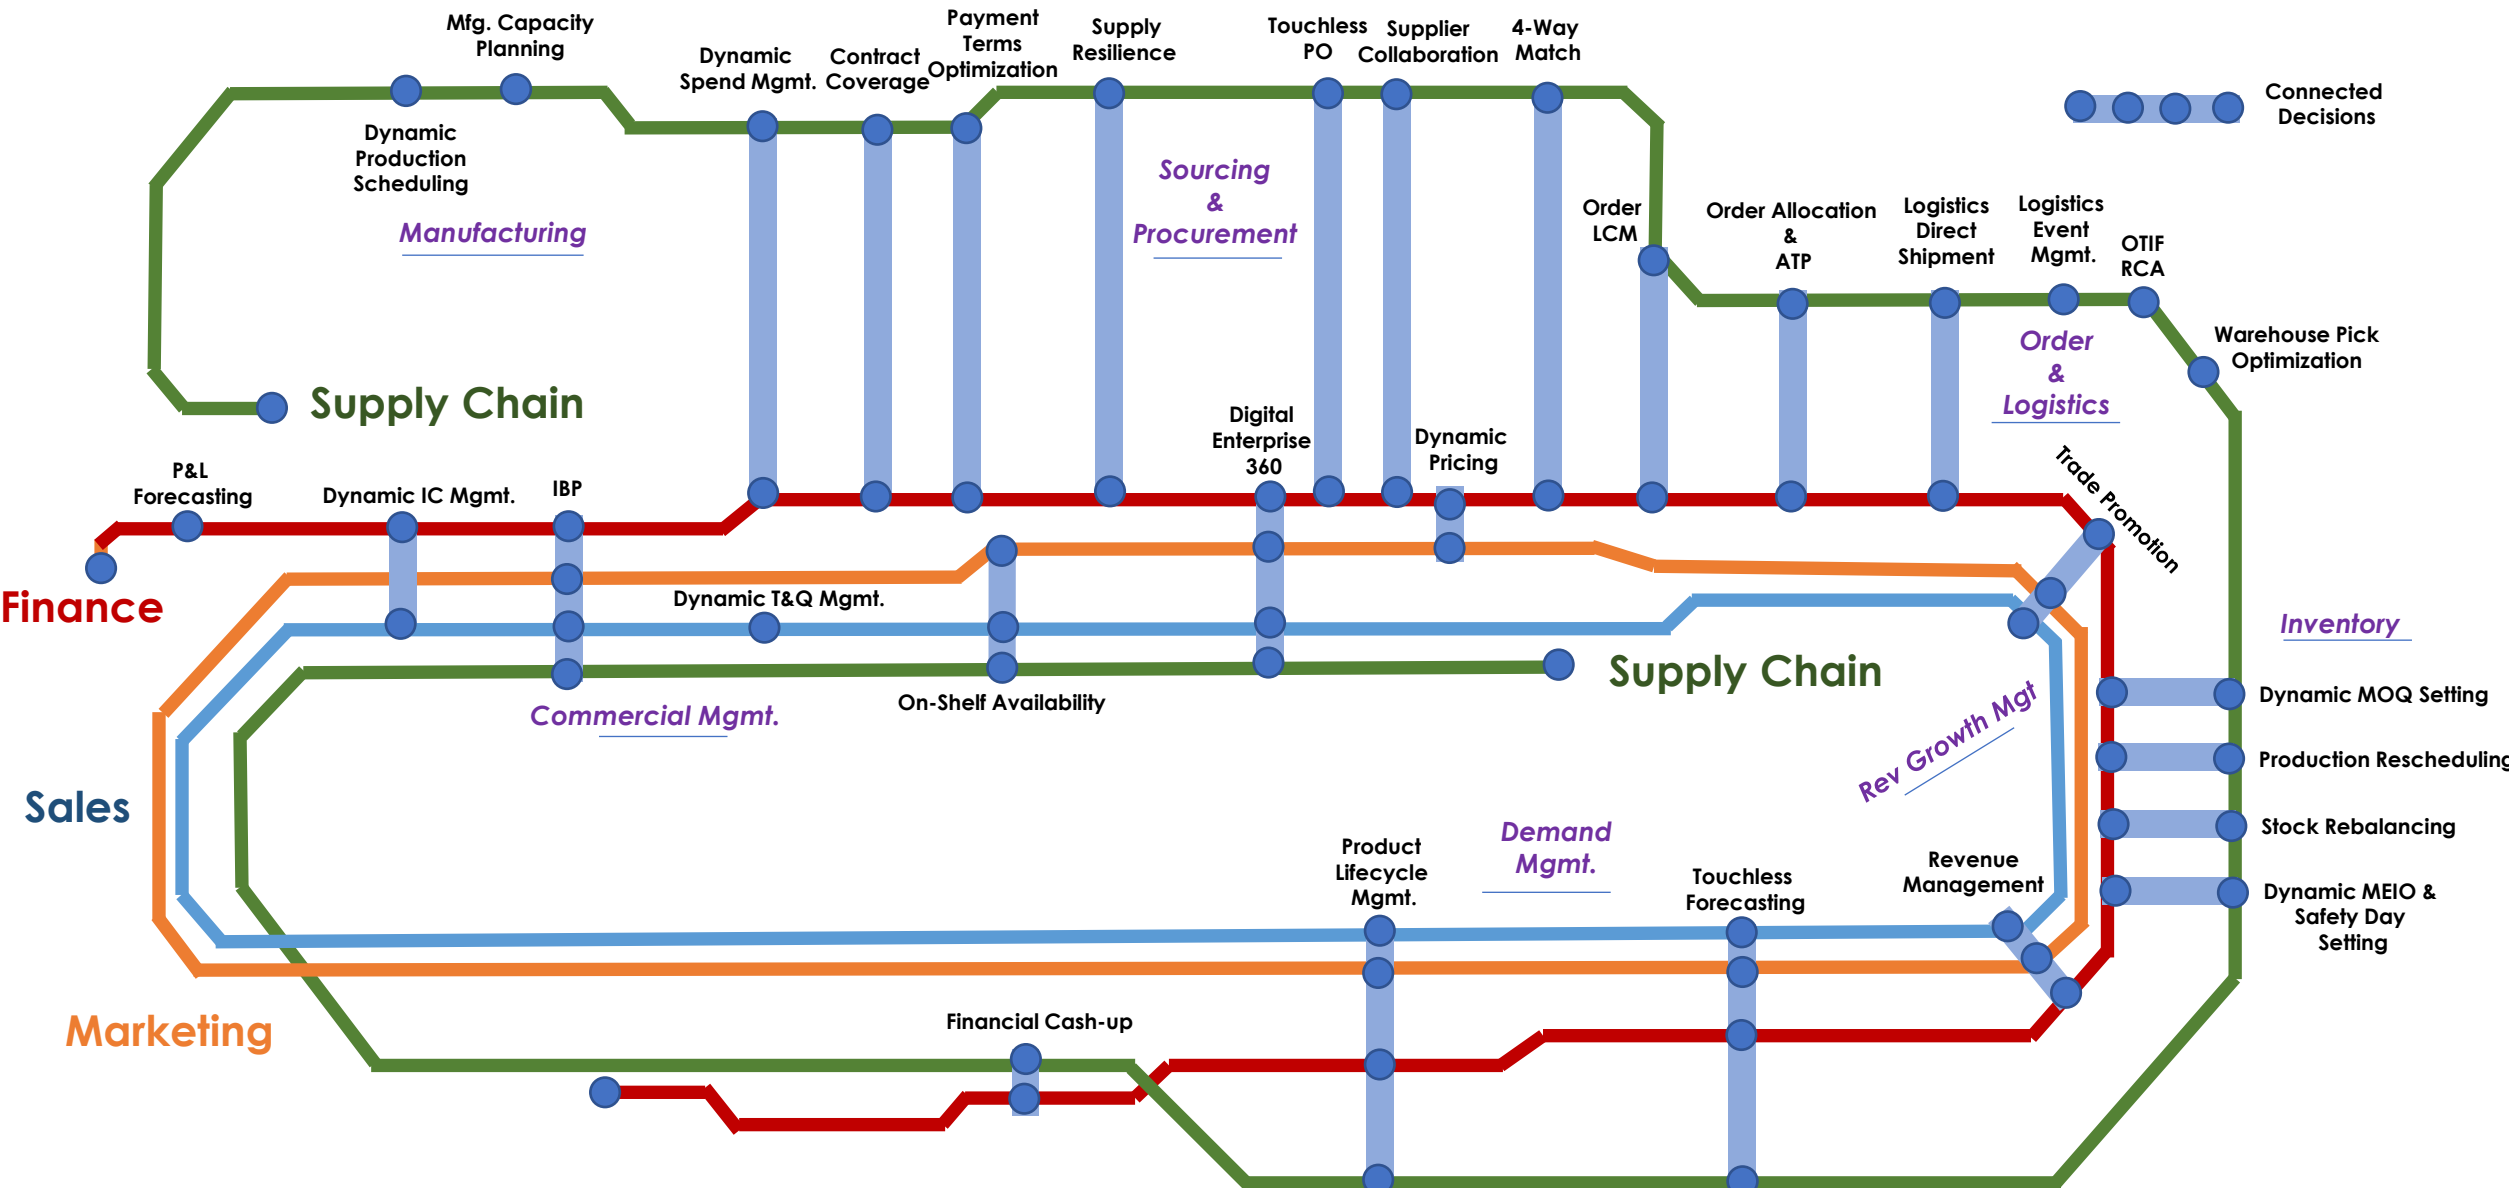 Mfg. Capacity
Planning
Dynamic
Spend Mgmt.
Contract
Coverage
Payment
Terms
Optimization
Supply
Resilience
Touchless
PO
Supplier
Collaboration
4-Way
Match
Connected
Decisions
Dynamic
Production
Scheduling
Manufacturing
Sourcing
&
Procurement
Order
LCM
Order Allocation
&
ATP
Logistics
Direct
Shipment
Logistics
Event
Mgmt.
OTIF
RCA
Warehouse Pick
Optimization
Order
&
Logistics
Supply Chain
P&L
Forecasting
Dynamic IC Mgmt.
IBP
Digital
Enterprise
360
Dynamic
Pricing
Trade Promotion
Finance
Dynamic T&Q Mgmt.
Inventory
Supply Chain
On-Shelf Availability
Commercial Mgmt.
Rev Growth Mgt
Dynamic MOQ Setting
Production Rescheduling
Sales
Stock Rebalancing
Demand
Mgmt.
Product
Lifecycle
Mgmt.
Touchless
Forecasting
Revenue
Management
Dynamic MEIO &
Safety Day
Setting
Marketing
Financial Cash-up